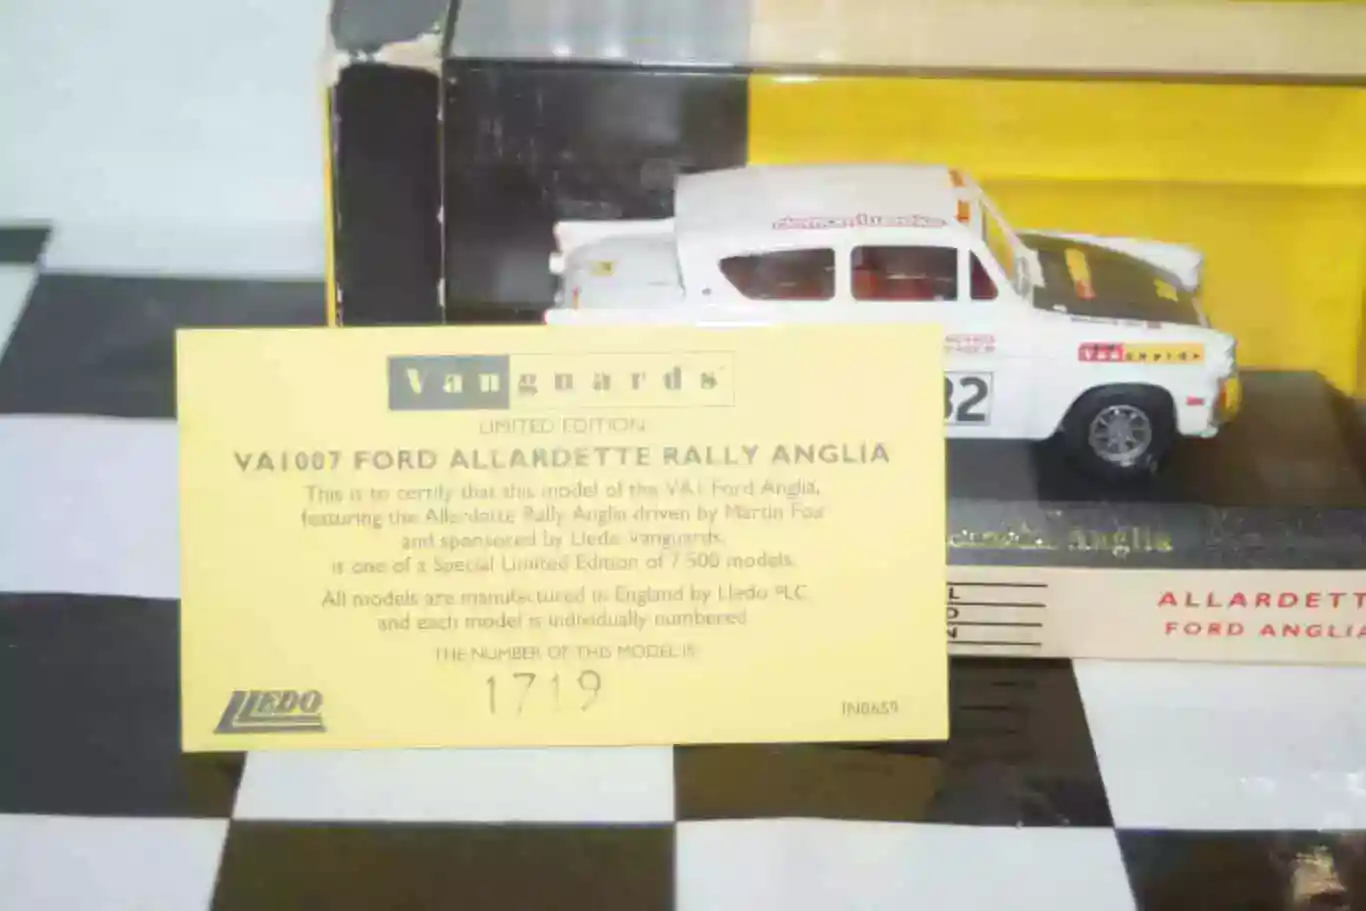 Vanguards
LIMITED EDITION
VA1007 FORD ALLARDETTE RALLY ANGLIA
This is to certify that this model of the VA1 Ford Anglia,
featuring the Allardette Rally Anglia driven by Martin
and sponsored by Lledo Vanguards,
is one of a Special Limited Edition of 7,500 models.
All models are manufactured in England by Lledo PLC
and each model is individually numbered
THE NUMBER OF THIS MODEL IS:
1719
LLEDO
IN0659
Vanguards
32
Anglia
L
D
N
ALLARDETT
FORD ANGLIA